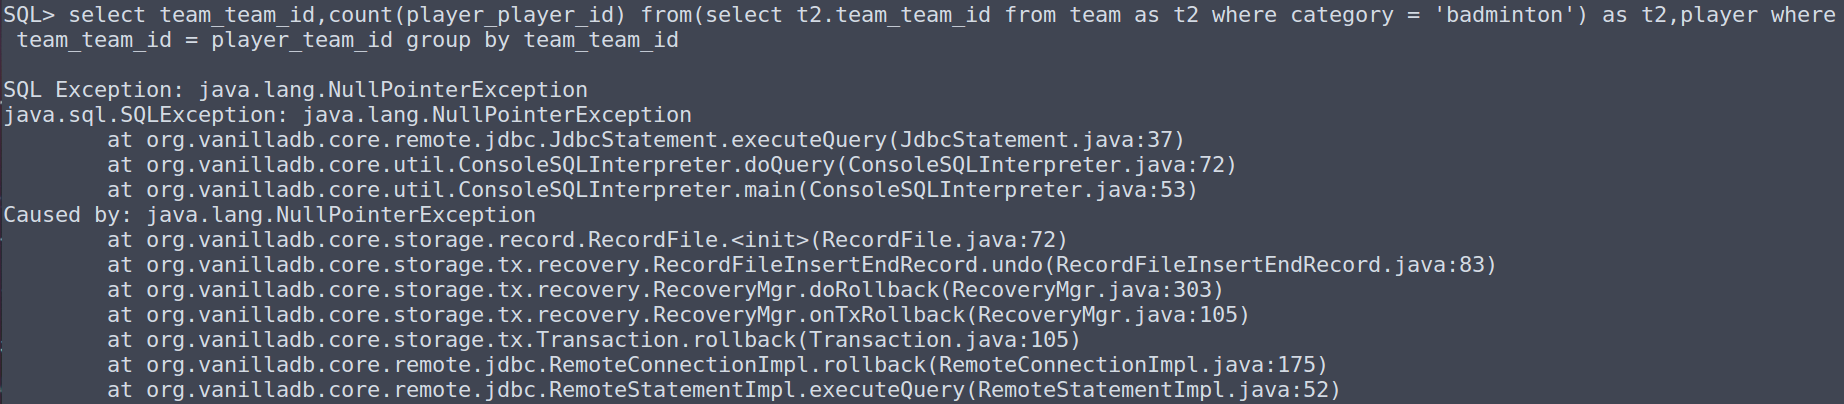 SQL> select team_team_id,count(player_player_id) from(select t2.team_team_id from team as t2 where category = 'badminton') as t2,player where
team_team_id = player_team_id group by team_team_id
SQL Exception: java.lang.NullPointerException
java.sql.SQLException: java.lang.NullPointerException
at org.vanilladb.core.remote.jdbc.JdbcStatement.executeQuery(JdbcStatement.java:37)
at org.vanilladb.core.util.ConsoleSQLInterpreter.doQuery(ConsoleSQLInterpreter.java:72)
at org.vanilladb.core.util.ConsoleSQLInterpreter.main(ConsoleSQLInterpreter.java:53)
Caused by: java.lang.NullPointerException
at org.vanilladb.core.storage.record.RecordFile.<init>(RecordFile.java:72)
at org.vanilladb.core.storage.tx.recovery.RecordFileInsertEndRecord.undo(RecordFileInsertEndRecord.java:83)
at org.vanilladb.core.storage.tx.recovery.RecoveryMgr.doRollback(RecoveryMgr.java:303)
at org.vanilladb.core.storage.tx.recovery.RecoveryMgr.onTxRollback(RecoveryMgr.java:105)
at org.vanilladb.core.storage.tx.Transaction.rollback(Transaction.java:105)
at org.vanilladb.core.remote.jdbc.RemoteConnectionImpl.rollback(RemoteConnectionImpl.java:175)
at org.vanilladb.core.remote.jdbc.RemoteStatementImpl.executeQuery(RemoteStatementImpl.java:52)